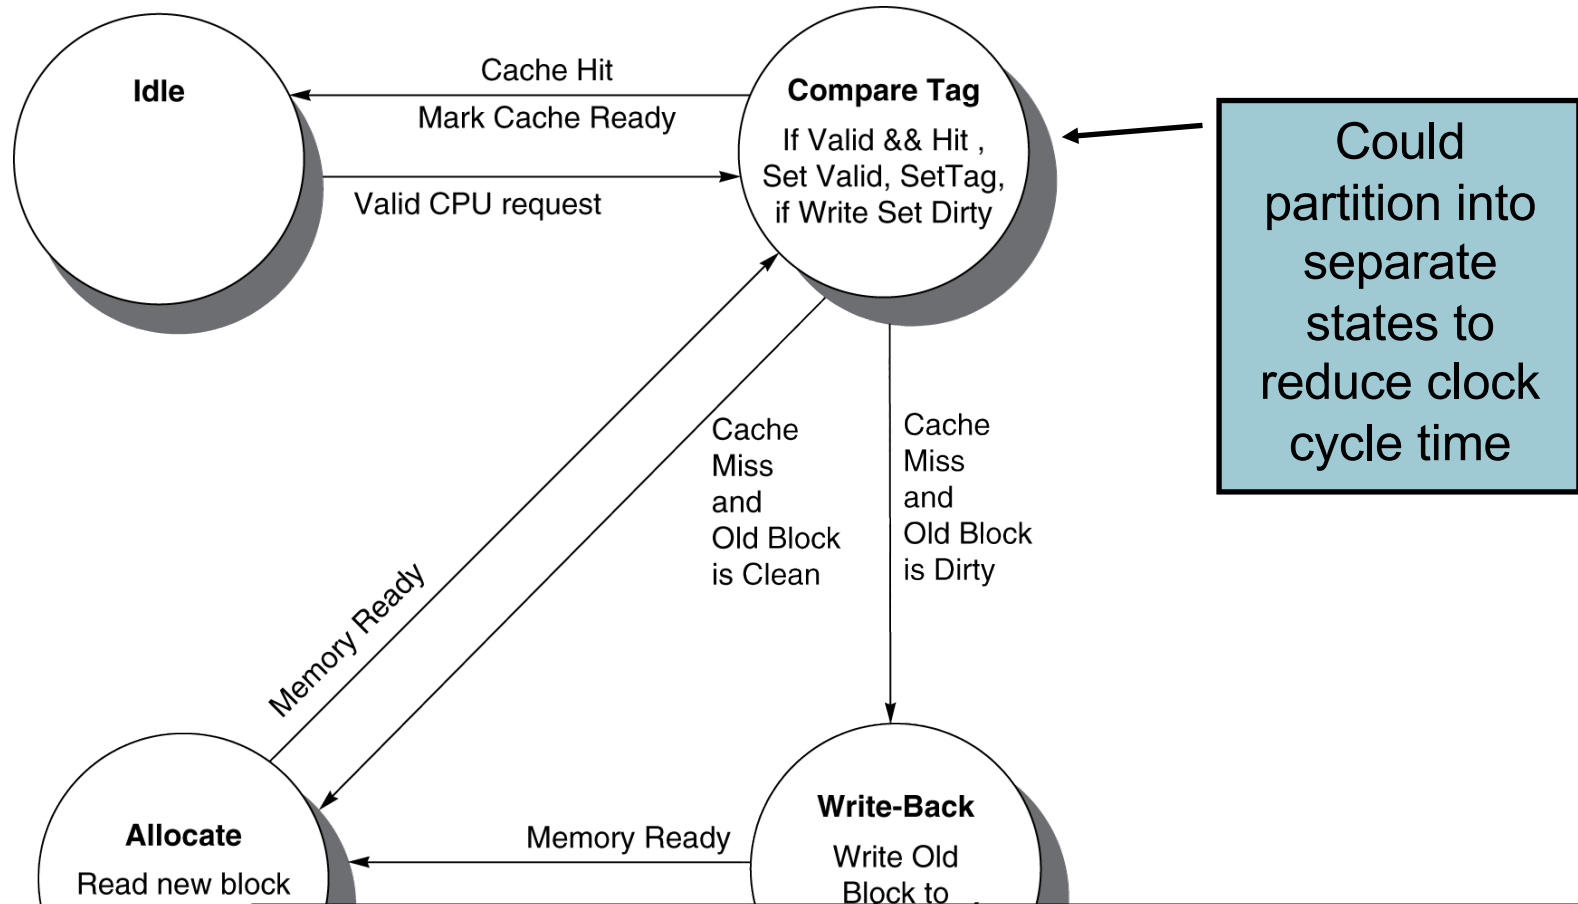 Idle
Cache Hit
Mark Cache Ready
Valid CPU request
Compare Tag
If Valid && Hit ,
Set Valid, SetTag,
if Write Set Dirty
Could
partition into
separate
states to
reduce clock
cycle time
Cache
Miss
and
Old Block
is Clean
Cache
Miss
and
Old Block
is Dirty
Memory Ready
Allocate
Read new block
Memory Ready
Write-Back
Write Old
Block to